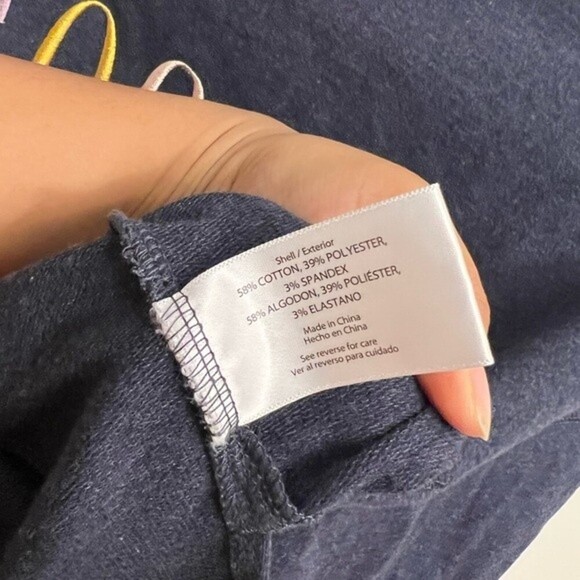 Shell / Exterior
58% COTTON, 39% POLYESTER,
3% SPANDEX
58% ALGODON, 39% POLIÉSTER,
3% ELASTANO
Made in China
Hecho en China
See reverse for care
Ver al reverso para cuidado